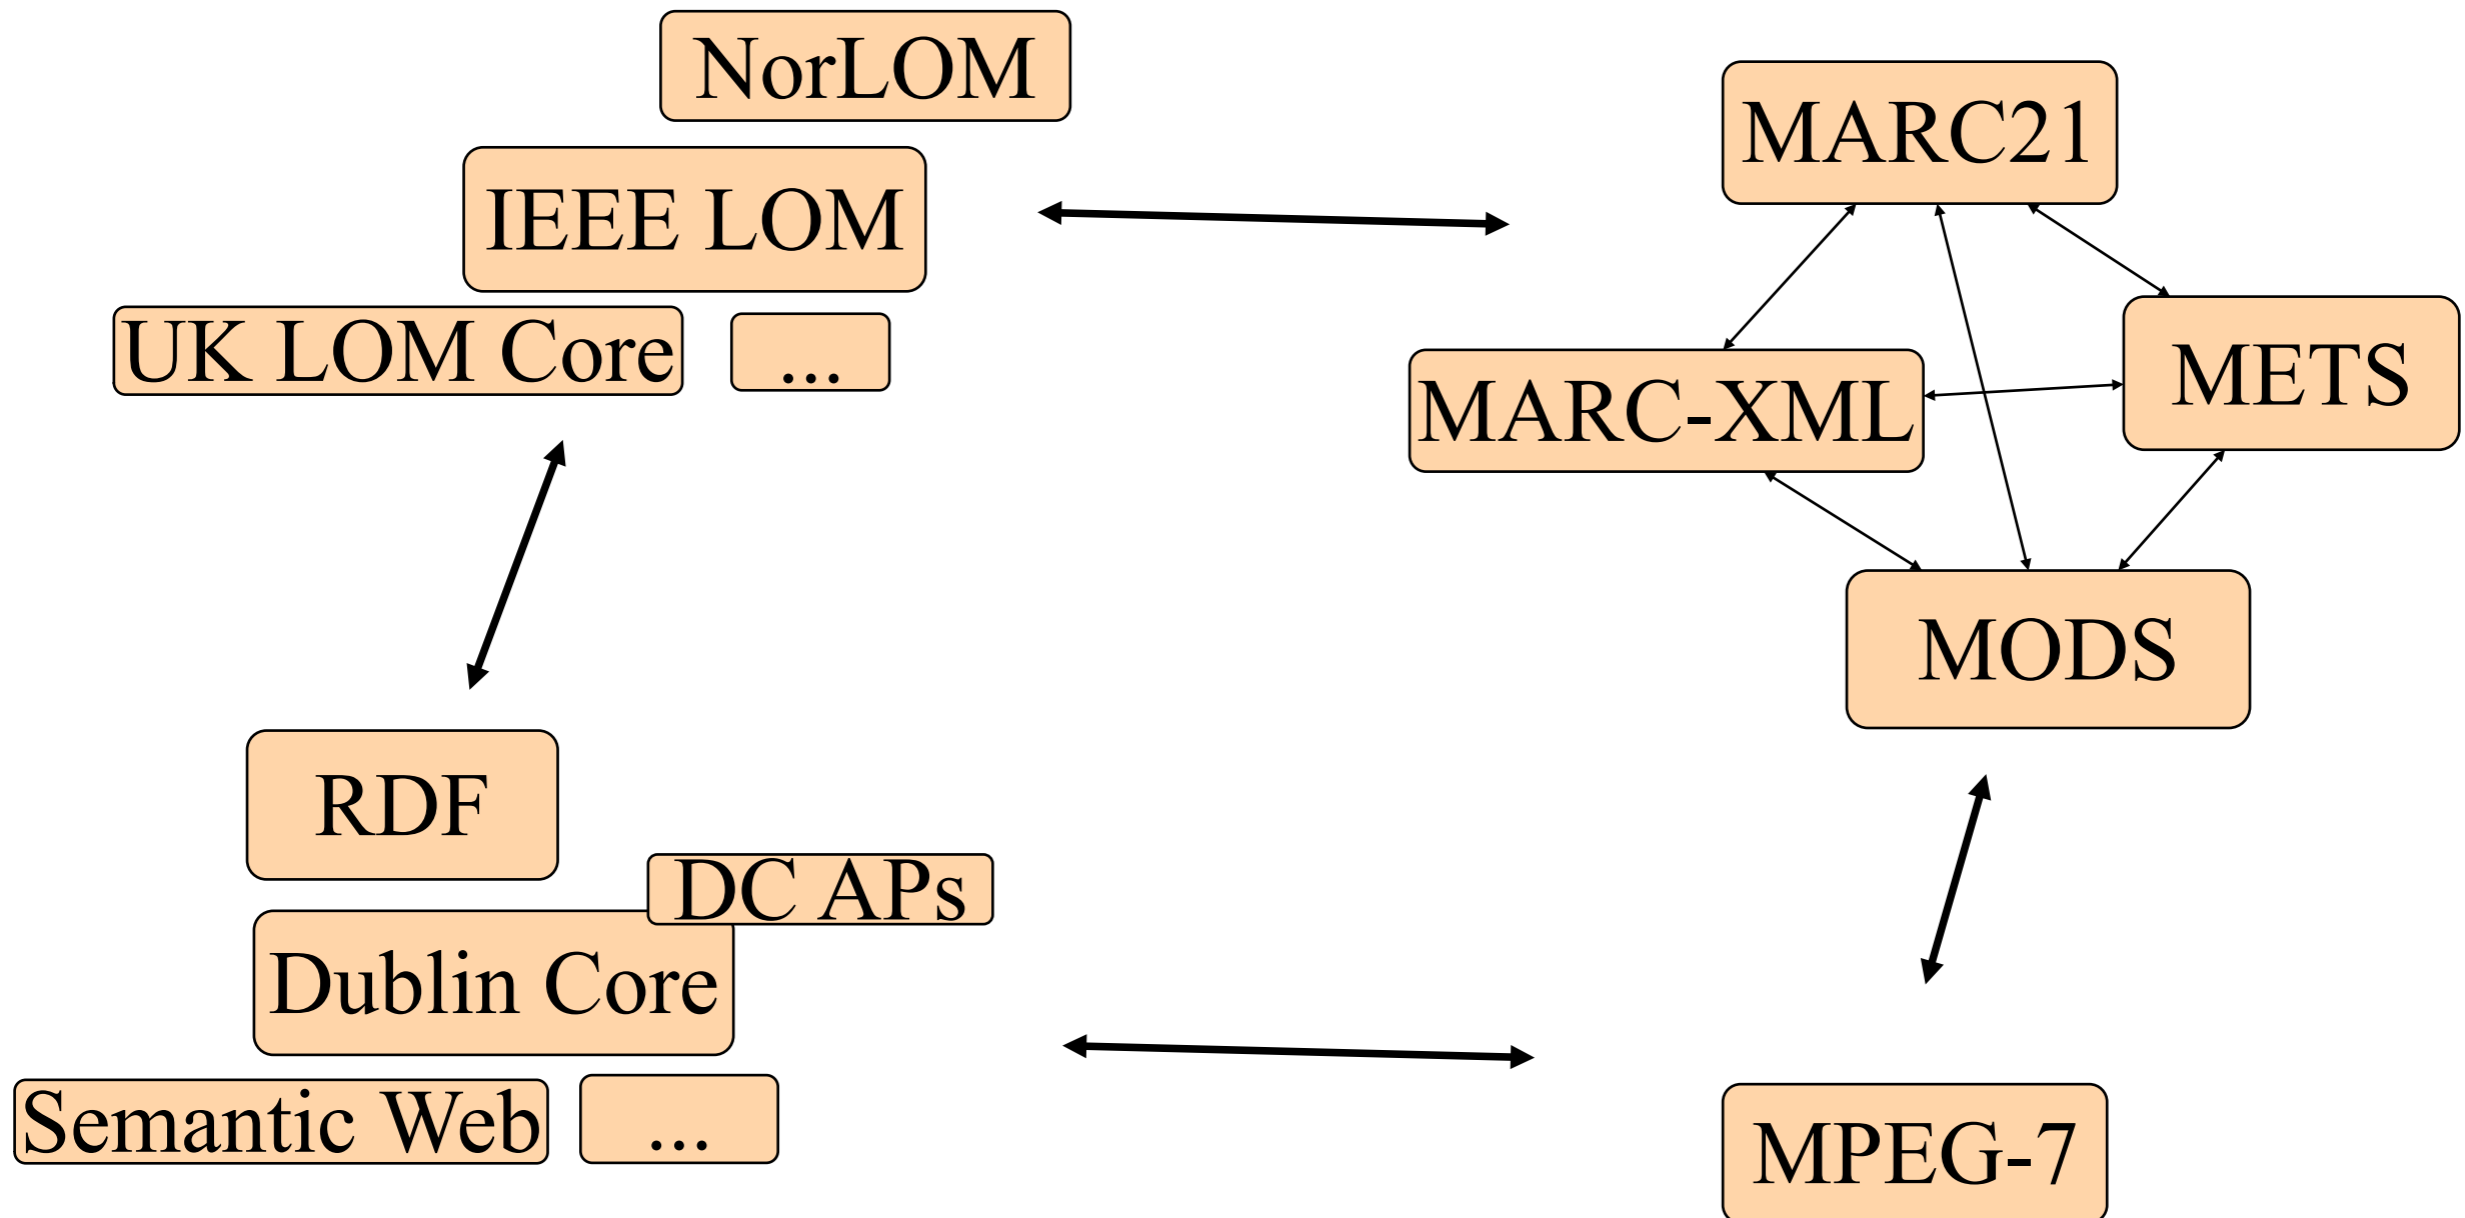 NorLOM
IEEE LOM
UK LOM Core
...
MARC21
MARC-XML
METS
MODS
RDF
DC APs
Dublin Core
Semantic Web
...
MPEG-7